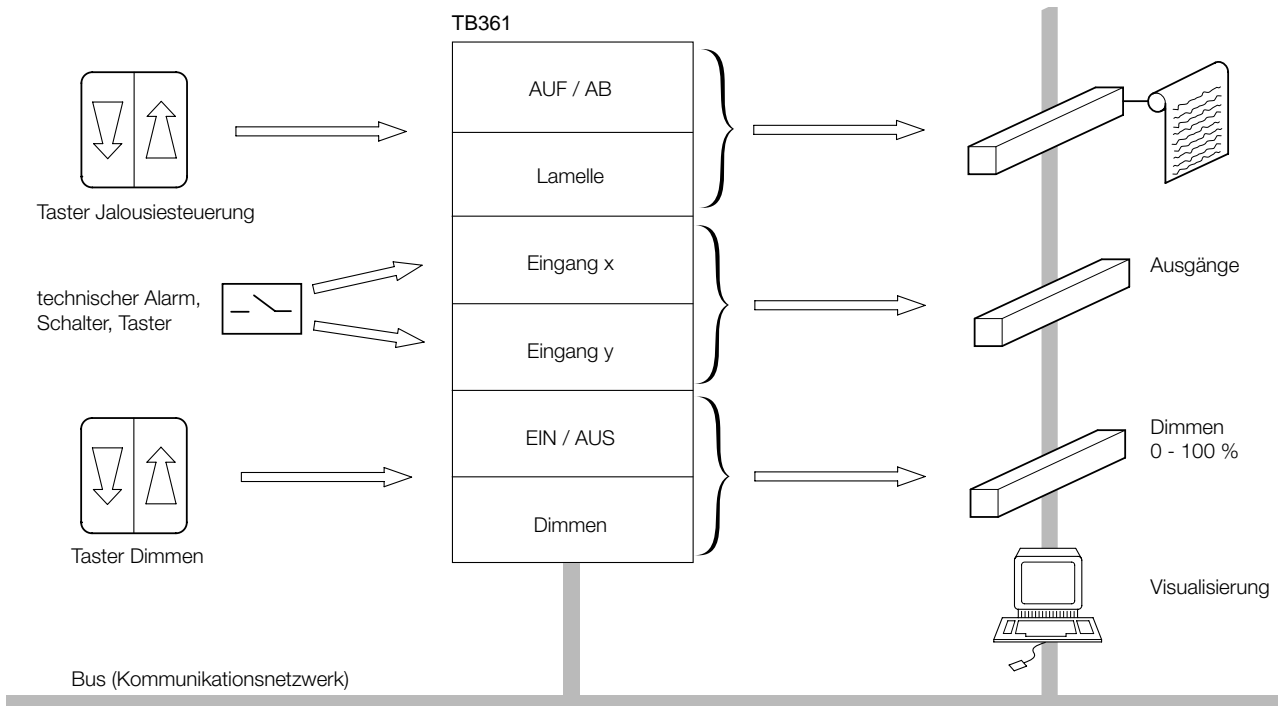 TB361
AUF / AB
Lamelle
Taster Jalousiesteuerung
technischer Alarm,
Schalter, Taster
Eingang x
Eingang y
Ausgänge
EIN / AUS
Dimmen
Taster Dimmen
Dimmen
0 - 100 %
Visualisierung
Bus (Kommunikationsnetzwerk)